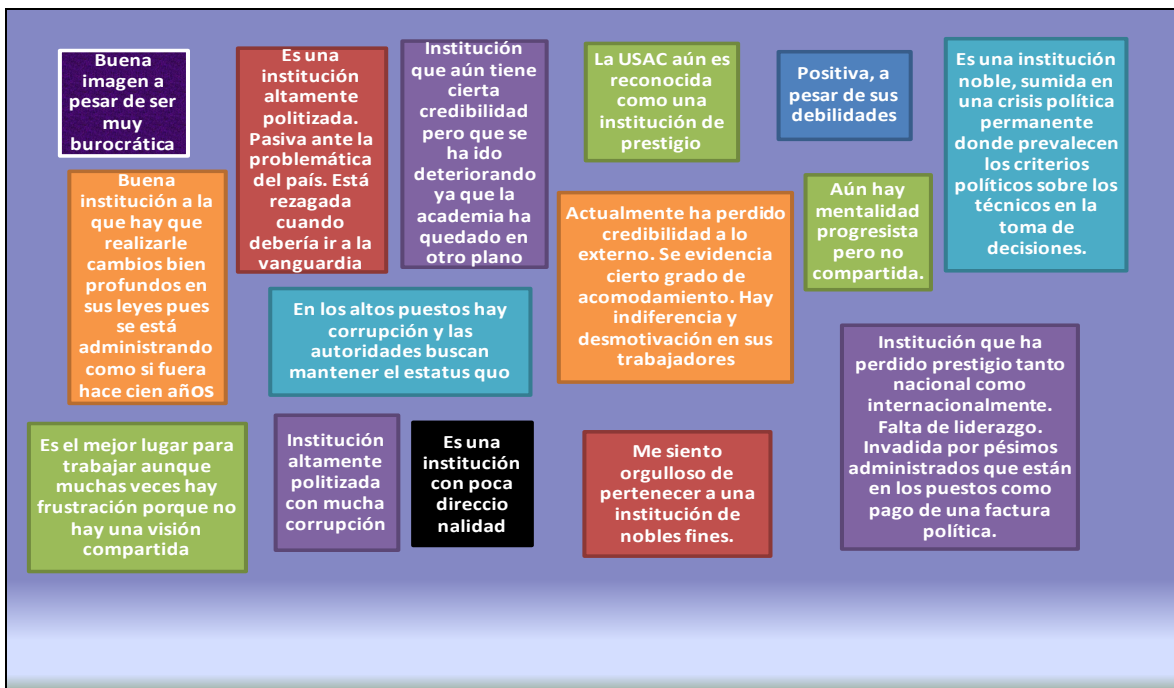 Buena
imagen a
pesar de ser
muy
burocrática
Es una
institución
altamente
politizada.
Pasiva ante la
problemática
del país. Está
rezagada
cuando
debería ir a la
vanguardia
Institución
que aún tiene
cierta
credibilidad
pero que se
ha ido
deteriorando
ya que la
academia ha
quedado en
otro plano
La USAC aún es
reconocida
como una
institución de
prestigio
Positiva, a
pesar de sus
debilidades
Es una institución
noble, sumida en
una crisis política
permanente
donde prevalecen
los criterios
políticos sobre los
técnicos en la
toma de
decisiones.
Buena
institución a la
que hay que
realizarle
cambios bien
profundos en
sus leyes pues
se está
administrando
como si fuera
hace cien años
En los altos puestos hay
corrupción y las
autoridades buscan
mantener el estatus quo
Actualmente ha perdido
credibilidad a lo
externo. Se evidencia
cierto grado de
acomodamiento. Hay
indiferencia y
desmotivación en sus
trabajadores
Aún hay
mentalidad
progresista
pero no
compartida.
Institución que ha
perdido prestigio tanto
nacional como
internacionalmente.
Falta de liderazgo.
Invadida por pésimos
administrados que están
en los puestos como
pago de una factura
política.
Es el mejor lugar para
trabajar aunque
muchas veces hay
frustración porque no
hay una visión
compartida
Institución
altamente
politizada
con mucha
corrupción
Es una
institución
con poca
direccio
nalidad
Me siento
orgulloso de
pertenecer a una
institución de
nobles fines.